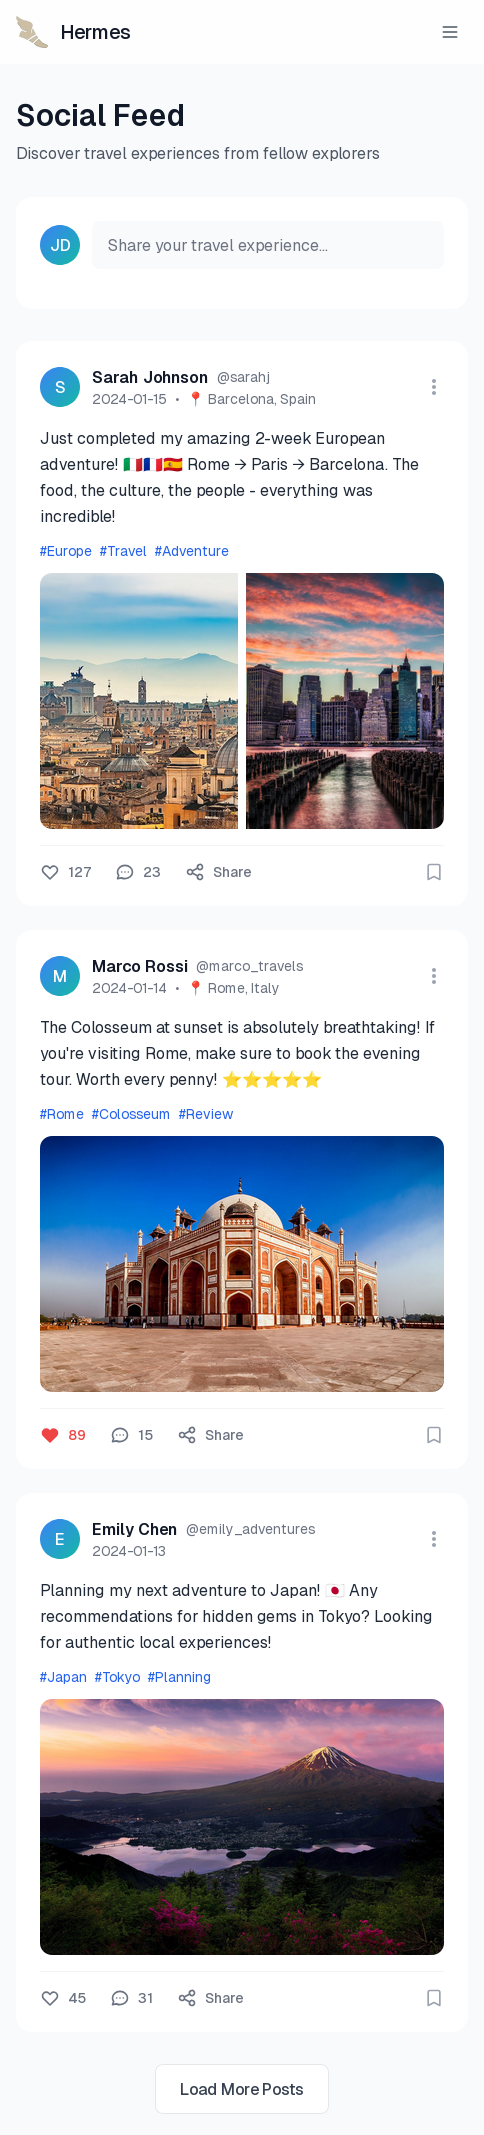 Hermes
Social Feed
Discover travel experiences from fellow explorers
JD
Share your travel experience...
S
Sarah Johnson @sarahj
2024-01-15 • 📍 Barcelona, Spain
Just completed my amazing 2-week European
adventure! 🇮🇹🇫🇷🇪🇸 Rome → Paris → Barcelona. The
food, the culture, the people - everything was
incredible!
#Europe #Travel #Adventure
127 23 Share
M
Marco Rossi @marco_travels
2024-01-14 • 📍 Rome, Italy
The Colosseum at sunset is absolutely breathtaking! If
you're visiting Rome, make sure to book the evening
tour. Worth every penny! ⭐⭐⭐⭐⭐
#Rome #Colosseum #Review
89 15 Share
E
Emily Chen @emily_adventures
2024-01-13
Planning my next adventure to Japan! 🇯🇵 Any
recommendations for hidden gems in Tokyo? Looking
for authentic local experiences!
#Japan #Tokyo #Planning
45 31 Share
Load More Posts